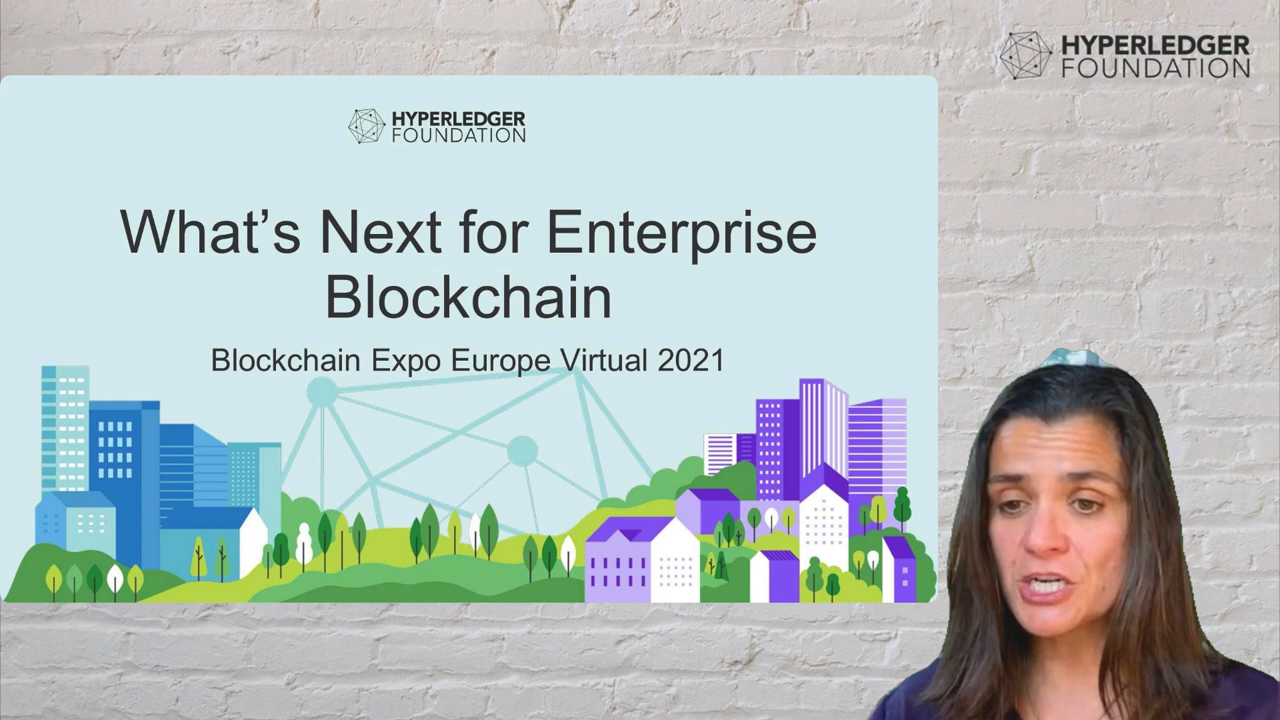 HYPERLEDGER
FOUNDATION
HYPERLEDGER
FOUNDATION
What's Next for Enterprise
Blockchain
Blockchain Expo Europe Virtual 2021